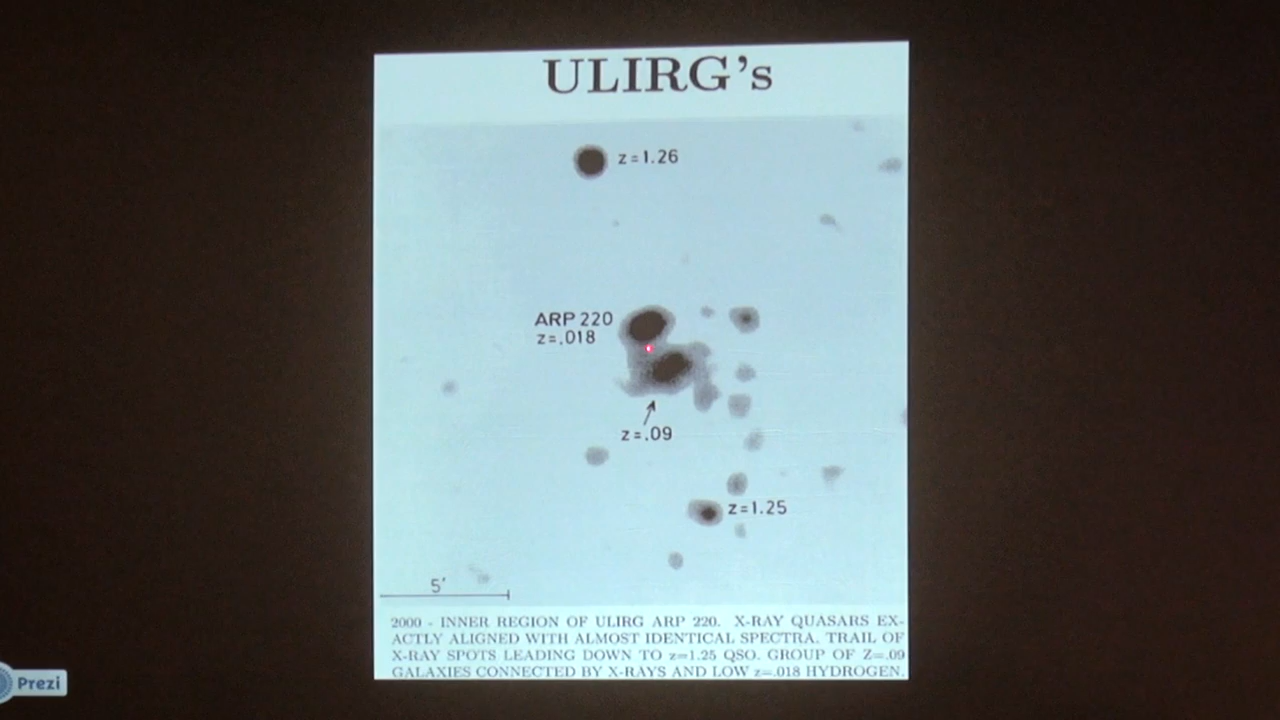 ULIRG's
z=1.26
ARP 220
z=.018
z=.09
z=1.25
5'
2000 - INNER REGION OF ULIRG ARP 220. X-RAY QUASARS EX-
ACTLY ALIGNED WITH ALMOST IDENTICAL SPECTRA. TRAIL OF
X-RAY SPOTS LEADING DOWN TO z=1.25 QSO. GROUP OF Z=.09
GALAXIES CONNECTED BY X-RAYS AND LOW z=.018 HYDROGEN.
Prezi